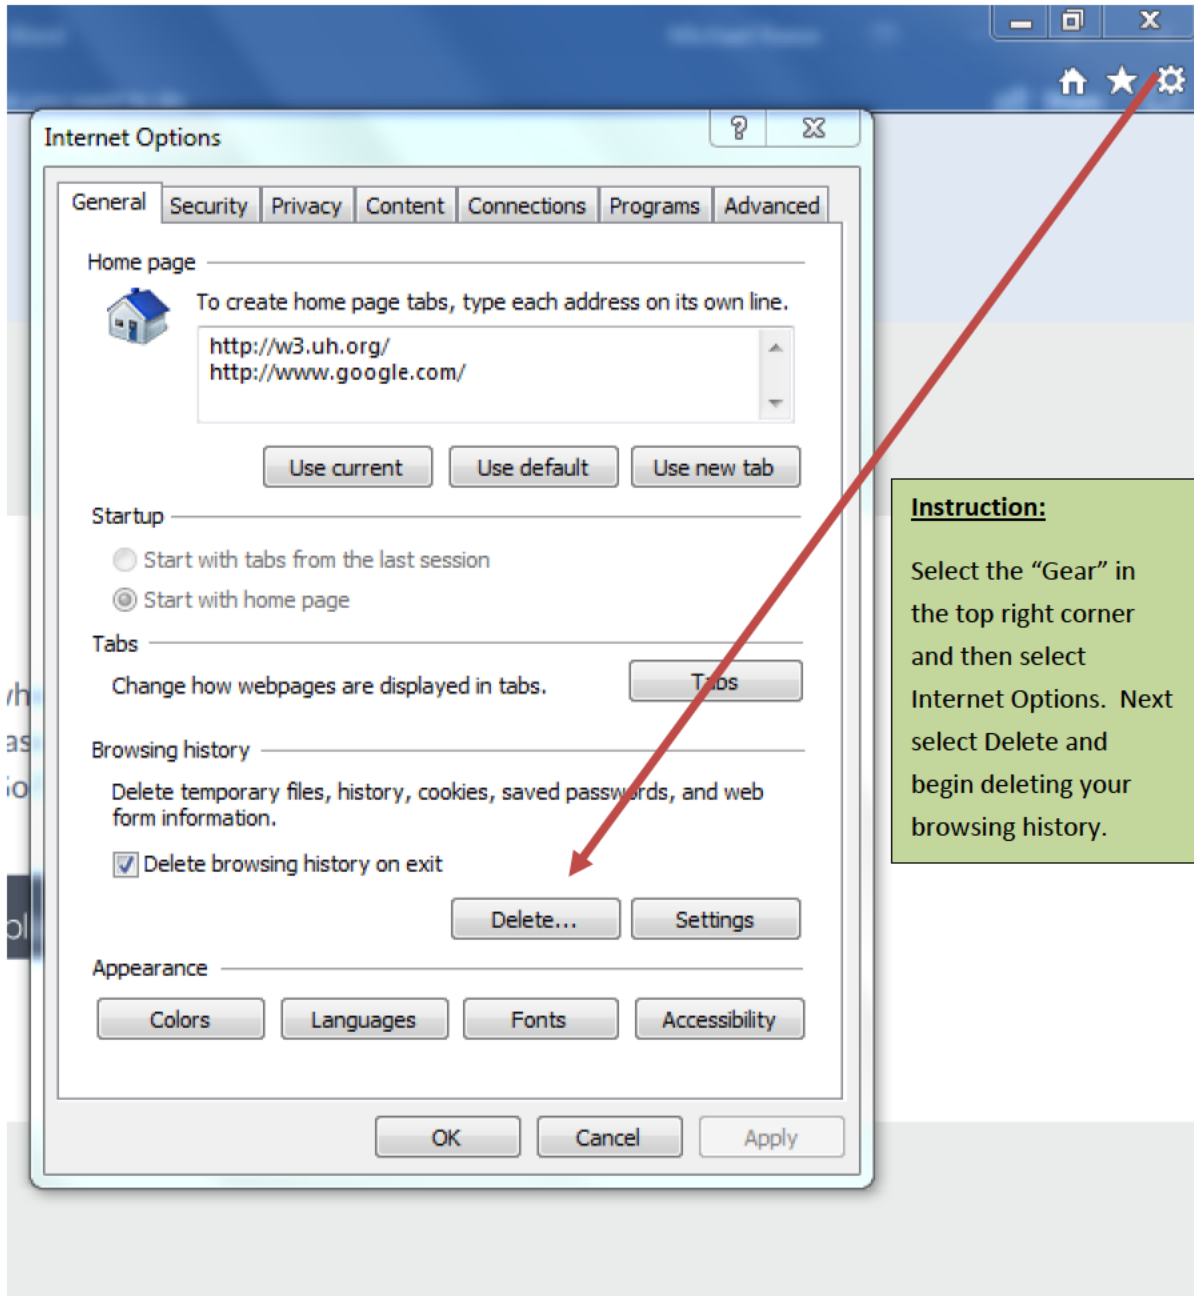 Internet Options
General Security Privacy Content Connections Programs Advanced
Home page
To create home page tabs, type each address on its own line.
http://w3.uh.org/
http://www.google.com/
Use current Use default Use new tab
Startup
Start with tabs from the last session
Start with home page
Tabs
Change how webpages are displayed in tabs.
Tabs
Browsing history
Delete temporary files, history, cookies, saved passwords, and web
form information.
Delete browsing history on exit
Delete... Settings
Appearance
Colors Languages Fonts Accessibility
OK Cancel Apply
Instruction:
Select the “Gear” in
the top right corner
and then select
Internet Options. Next
select Delete and
begin deleting your
browsing history.